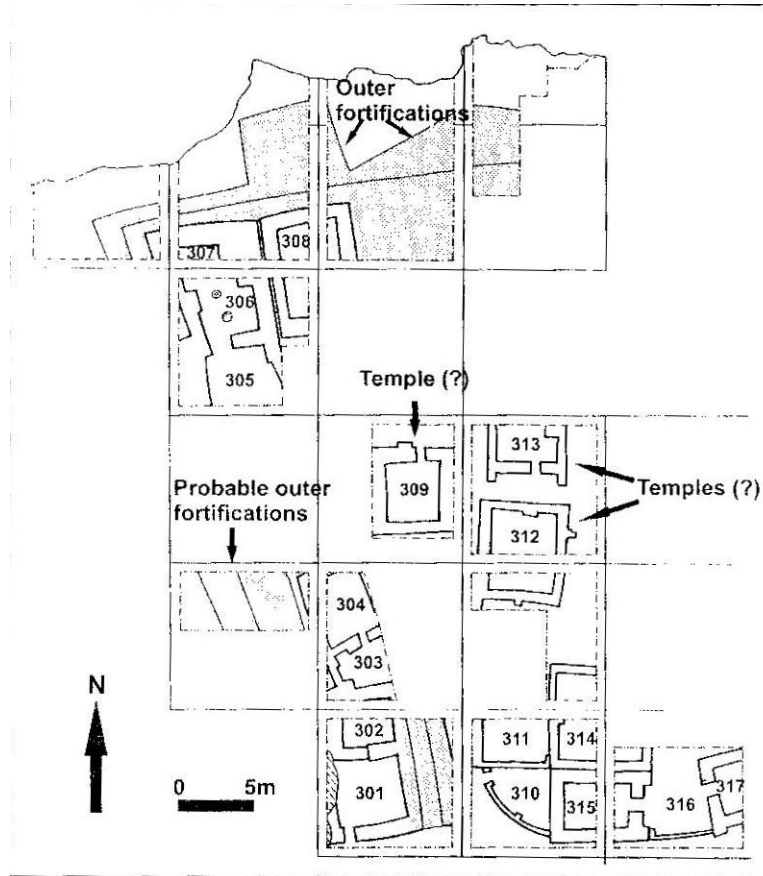 Outer
fortifications
307
308
306
305
Temple (?)
313
309
Temples (?)
Probable outer
fortifications
312
304
303
N
302
311
314
0 5m
301
310
315
316
317